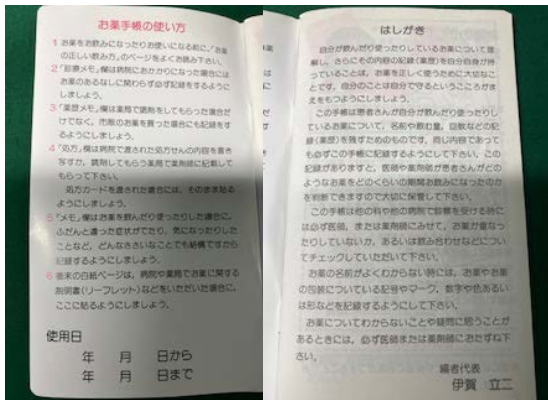 お薬手帳の使い方
1 お薬をお飲みになったりお使いになる前に、「お
の正しい飲み方」のページをよくお読み下さい。
2 「診療メモ」欄は病院におかかりになった場合には
お薬のあるなしに関わらず必ず記録をするように
しましょう。
3 「薬歴メモ」欄は薬局で調剤をしてもらった場合だ
けでなく、市販のお薬を買った場合にも記録をす
るようにしましょう。
4 「処方」欄は病院で渡された処方せんの内容を書き
写すか、調剤してもらう薬局で薬剤師に記載して
もらって下さい。
処方カードを渡された場合には、そのまま貼る
ようにしましょう。
5 「メモ」欄はお薬を飲んだり使ったりした場合に、
ふだんと違った症状がでたり、気になったりした
ことなど、どんなささいなことでも結構ですから
記録するようにしましょう。
6 巻末の白紙ページは、病院や薬局でお薬に関する
説明書(リーフレット)などをいただいた場合に、
ここに貼るようにしましょう。
使用日
年 月 日から
年 月 日まで
はしがき
自分が飲んだり使ったりしているお薬について理
解し、さらにその内容の記録(薬歴)を自分自身が持
っていることは、お薬を正しく使うために大切なこ
とです。自分のことは自分で守るというこころがま
えをもつようにしましょう。
この手帳は患者さんが自分が飲んだり使ったりし
ているお薬について、名前や飲む量、回数などの記
録(薬歴)を残すためのものです。同じ内容であって
も必ずこの手帳に記録するようにして下さい。この
記録がありますと、医師や薬剤師が患者さんがどの
ようなお薬をどのくらいの期間お飲みになったのか
を判断できますので大切に保管して下さい。
この手帳は他の科や他の病院で診察を受ける時に
は必ず医師、または薬剤師にみせて、お薬が重なっ
たりしていないか、あるいは飲み合わせなどについ
てチェックしていただいて下さい。
お薬の名前がよくわからない時には、お薬やお薬
の包装についている記号やマーク、数字や色あるい
は形などを記録するようにして下さい。
お薬についてわからないことや疑問に思うことが
あるときには、必ず医師または薬剤師におたずね下
さい。
編者代表
伊賀 立二